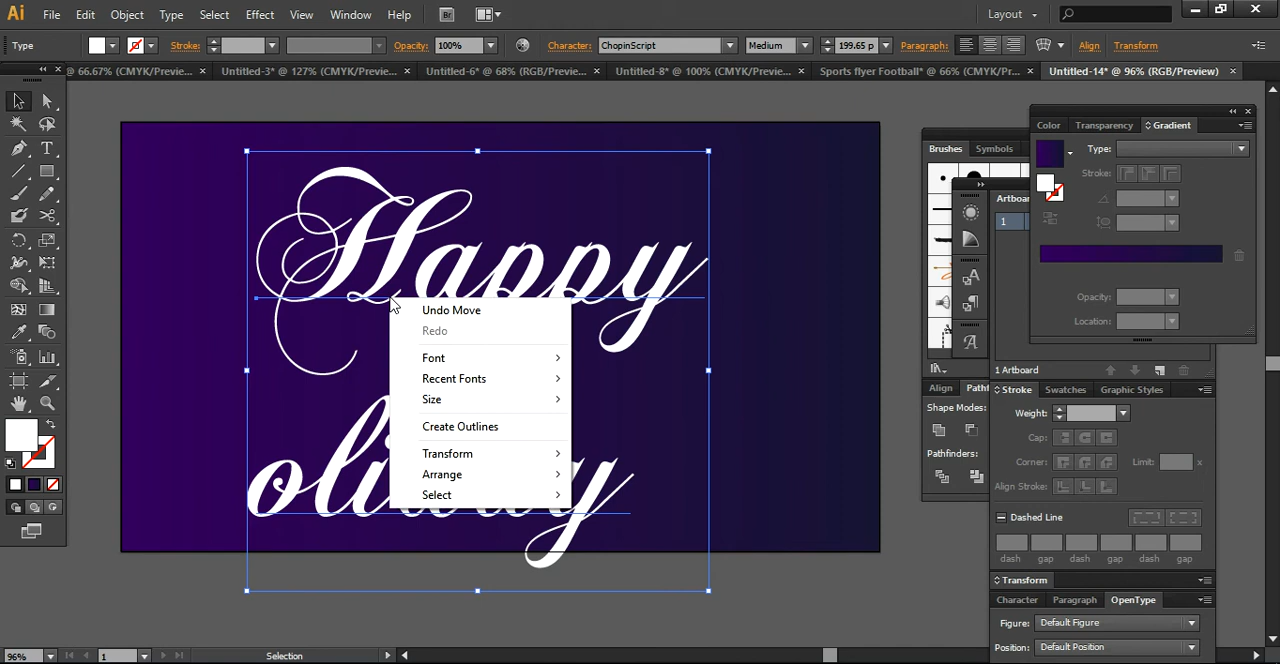 Ai File Edit Object Type Select Effect View Window Help Br Layout
Type Stroke: Opacity: 100% Character: ChopinScript Medium 199.65 p Paragraph: Align Transform
@ 66.67% (CMYK/Previe... × Untitled-3* @ 127% (CMYK/Previe... × Untitled-6* @ 68% (RGB/Previe... × Untitled-8* @ 100% (CMYK/Previe... × Sports flyer Football* @ 66% (CMYK/Pr... × Untitled-14* @ 96% (RGB/Preview) ×
Color Transparency Gradient
Brushes Symbols
Type:
Stroke:
Artboard
1
Opacity:
Location:
Happy
Undo Move
Redo
Font
Recent Fonts
Size
Create Outlines
Transform
Arrange
Select
1 Artboard
Align
Shape Modes:
Pathfinders:
Stroke Swatches Graphic Styles
Weight:
Cap:
Corner: Limit: x
Align Stroke:
Dashed Line
dash gap dash gap dash gap
Transform
Character Paragraph OpenType
Figure: Default Figure
Position: Default Position
96% 1 Selection